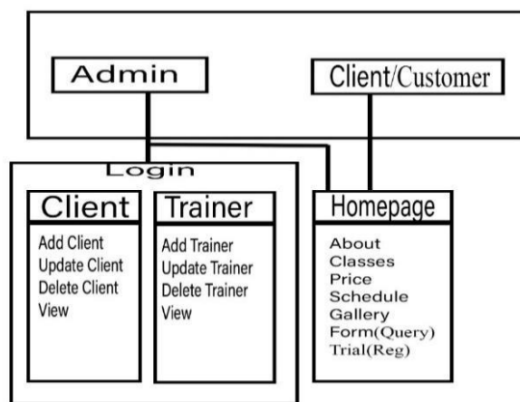 Admin
Client/Customer
Login
Client
Add Client
Update Client
Delete Client
View
Trainer
Add Trainer
Update Trainer
Delete Trainer
View
Homepage
About
Classes
Price
Schedule
Gallery
Form(Query)
Trial(Reg)